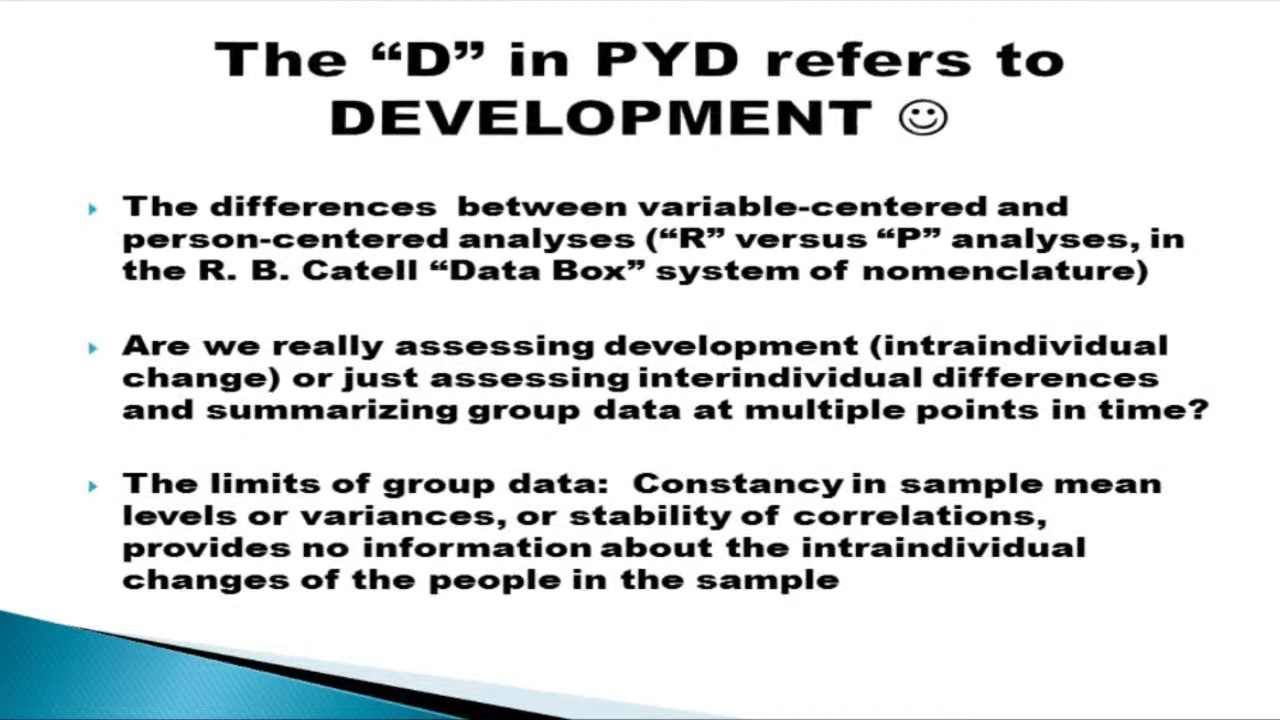 The “D” in PYD refers to
DEVELOPMENT ☺
The differences between variable-centered and
person-centered analyses (“R” versus “P” analyses, in
the R. B. Catell “Data Box” system of nomenclature)
Are we really assessing development (intraindividual
change) or just assessing interindividual differences
and summarizing group data at multiple points in time?
The limits of group data: Constancy in sample mean
levels or variances, or stability of correlations,
provides no information about the intraindividual
changes of the people in the sample